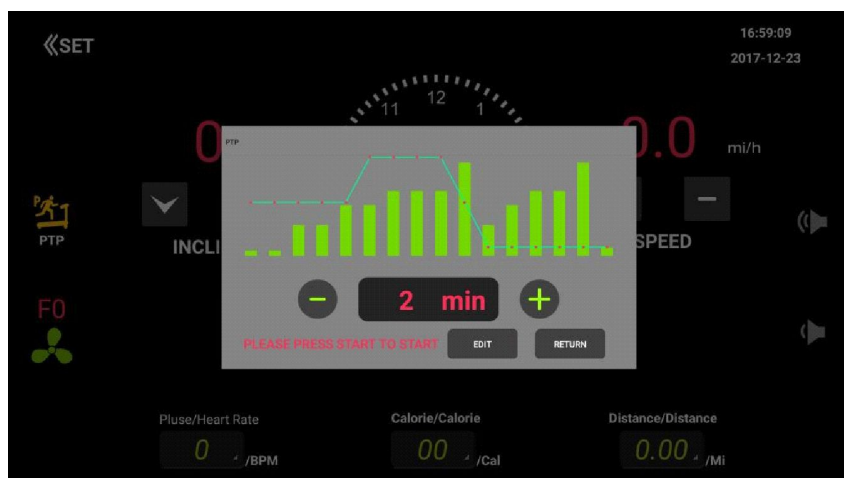 SET
16:59:09
2017-12-23
11
12
1
0
0.0
mi/h
PTP
P
PTP
INCLI
SPEED
2 min
F0
PLEASE PRESS START TO START
EDIT
RETURN
Pluse/Heart Rate
0 /BPM
Calorie/Calorie
00 /Cal
Distance/Distance
0.00 /Mi